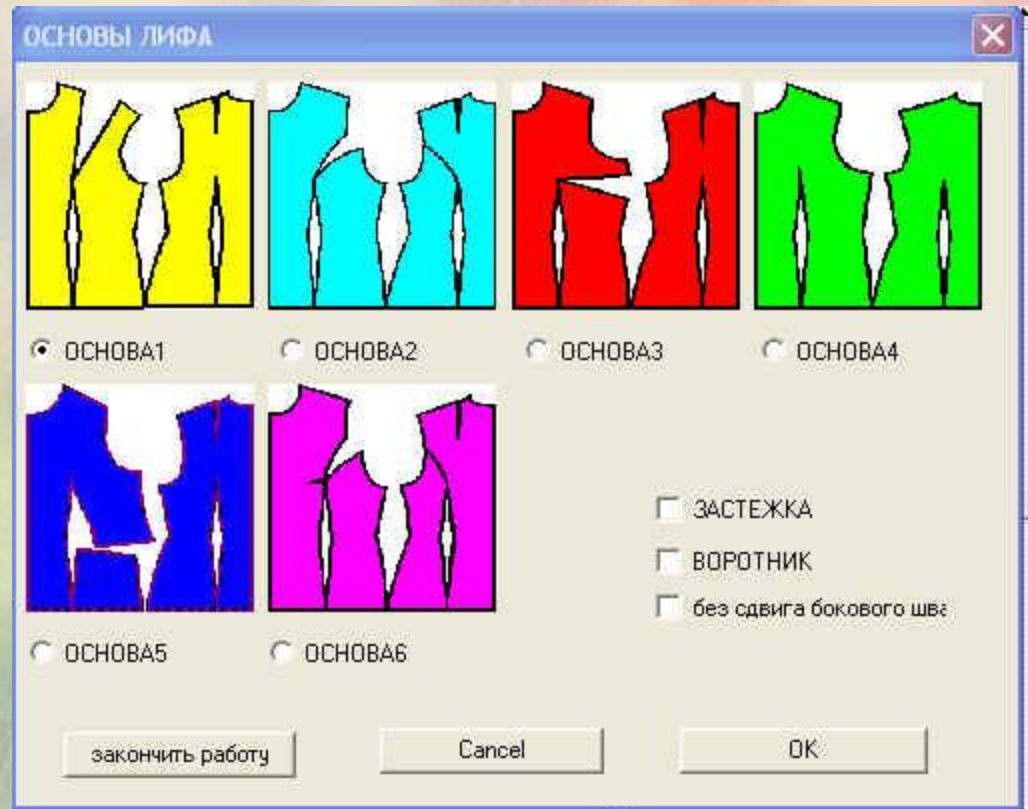 ОСНОВЫ ЛИФА
ОСНОВА1
ОСНОВА2
ОСНОВА3
ОСНОВА4
ОСНОВА5
ОСНОВА6
ЗАСТЕЖКА
ВОРОТНИК
без сдвига бокового шва
закончить работу
Cancel
OK